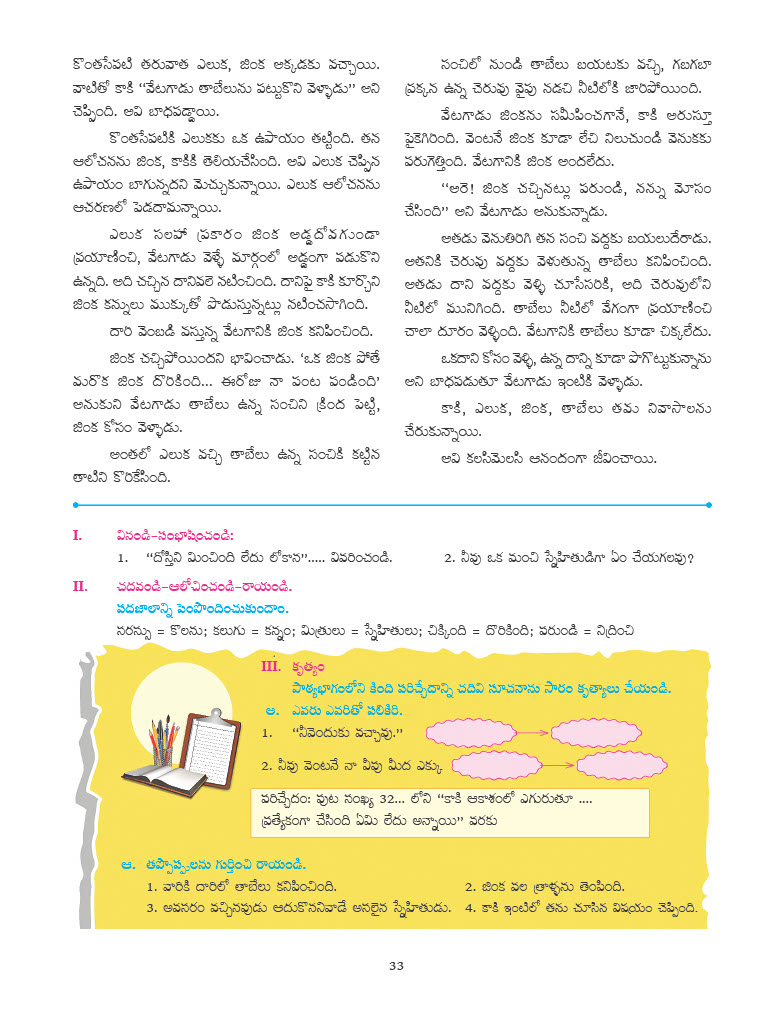 కొంతసేపటి తరువాత ఎలుక, జింక అక్కడకు వచ్చాయి.
వాటితో కాకి “వేటగాడు తాబేలును పట్టుకొని వెళ్ళాడు” అని
చెప్పింది. అవి బాధపడ్డాయి.
కొంతసేపటికి ఎలుకకు ఒక ఉపాయం తట్టింది. తన
ఆలోచనను జింక, కాకికి తెలియచేసింది. అవి ఎలుక చెప్పిన
ఉపాయం బాగున్నదని మెచ్చుకున్నాయి. ఎలుక ఆలోచనను
ఆచరణలో పెడదామన్నాయి.
ఎలుక సలహా ప్రకారం జింక అడ్డదోవగుండా
ప్రయాణించి, వేటగాడు వెళ్ళే మార్గంలో అడ్డంగా పడుకొని
ఉన్నది. అది చచ్చిన దానివలె నటించింది. దానిపై కాకి కూర్చొని
జింక కన్నులు ముక్కుతో పొడుస్తున్నట్లు నటించసాగింది.
దారి వెంబడి వస్తున్న వేటగానికి జింక కనిపించింది.
జింక చచ్చిపోయిందని భావించాడు. ‘ఒక జింక పోతే
మరొక జింక దొరికింది... ఈరోజు నా పంట పండింది’
అనుకుని వేటగాడు తాబేలు ఉన్న సంచిని క్రింద పెట్టి,
జింక కోసం వెళ్ళాడు.
అంతలో ఎలుక వచ్చి తాబేలు ఉన్న సంచికి కట్టిన
తాటిని కొరికేసింది.
సంచిలో నుండి తాబేలు బయటకు వచ్చి, గబగబా
ప్రక్కన ఉన్న చెరువు వైపు నడచి నీటిలోకి జారిపోయింది.
వేటగాడు జింకను సమీపించగానే, కాకి అరుస్తూ
పైకెగిరింది. వెంటనే జింక కూడా లేచి నిలుచుండి వెనుకకు
పరుగెత్తింది. వేటగానికి జింక అందలేదు.
“అరె! జింక చచ్చినట్లు పరుండి, నన్ను మోసం
చేసింది” అని వేటగాడు అనుకున్నాడు.
అతడు వెనుతిరిగి తన సంచి వద్దకు బయలుదేరాడు.
అతనికి చెరువు వద్దకు వెళుతున్న తాబేలు కనిపించింది.
అతడు దాని వద్దకు వెళ్ళి చూసేసరికి, అది చెరువులోని
నీటిలో మునిగింది. తాబేలు నీటిలో వేగంగా ప్రయాణించి
చాలా దూరం వెళ్ళింది. వేటగానికి తాబేలు కూడా చిక్కలేదు.
ఒకదాని కోసం వెళ్ళి, ఉన్న దాన్ని కూడా పొగొట్టుకున్నాను
అని బాధపడుతూ వేటగాడు ఇంటికి వెళ్ళాడు.
కాకి, ఎలుక, జింక, తాబేలు తమ నివాసాలను
చేరుకున్నాయి.
అవి కలసిమెలసి ఆనందంగా జీవించాయి.
I. వినండి-సంభాషించండి:
1. “దోస్తిని మించింది లేదు లోకాన”..... వివరించండి. 2. నీవు ఒక మంచి స్నేహితుడిగా ఏం చేయగలవు?
II. చదవండి-ఆలోచించండి-రాయండి.
పదజాలాన్ని పెంపొందించుకుందాం.
సరస్సు = కొలను; కలుగు = కన్నం; మిత్రులు = స్నేహితులు; చిక్కింది = దొరికింది; పరుండి = నిద్రించి
III. కృత్యం
పాఠ్యభాగంలోని కింది పరిచ్ఛేదాన్ని చదివి సూచనాను సారం కృత్యాలు చేయండి.
అ. ఎవరు ఎవరితో పలికిరి.
1. “నీవెందుకు వచ్చావు.”
2. నీవు వెంటనే నా వీపు మీద ఎక్కు
పరిచ్ఛేదం: పుట సంఖ్య 32... లోని “కాకి ఆకాశంలో ఎగురుతూ ....
ప్రత్యేకంగా చేసింది ఏమి లేదు అన్నాయి” వరకు
ఆ. తప్పొప్పులను గుర్తించి రాయండి.
1. వారికి దారిలో తాబేలు కనిపించింది. 2. జింక వల త్రాళ్ళను తెంపింది.
3. అవసరం వచ్చినపుడు ఆదుకొననివాడే అసలైన స్నేహితుడు. 4. కాకి ఇంటిలో తను చూసిన విషయం చెప్పింది.
33